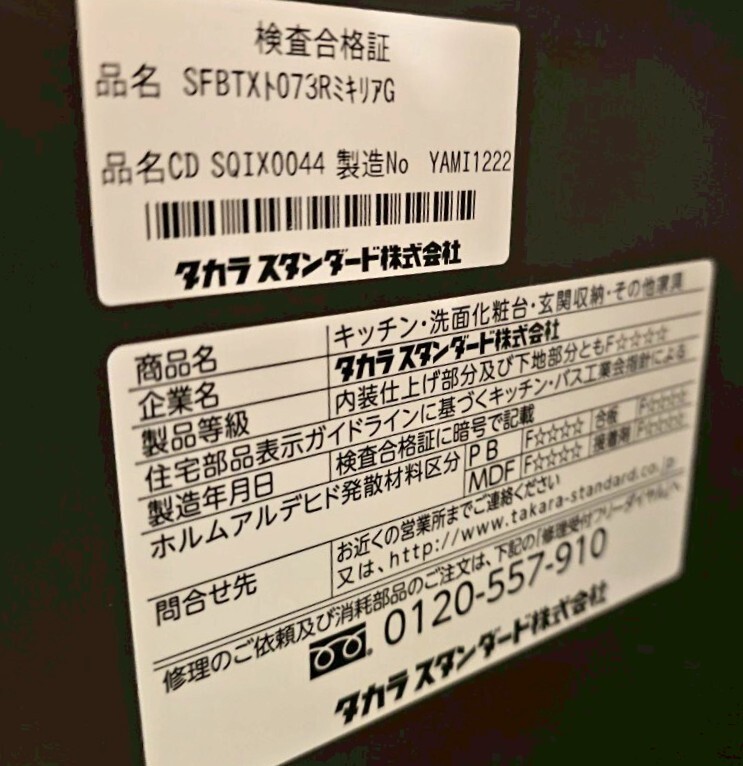 検査合格証
品名 SFBTXﾄ073RﾐｷﾘｱG
品名CD SQIX0044 製造No YAMI1222
タカラスタンダード株式会社
商品名 キッチン・洗面化粧台・玄関収納・その他家具
企業名 タカラスタンダード株式会社
製品等級 内装仕上げ部分及び下地部分ともF☆☆☆☆
住宅部品表示ガイドラインに基づくキッチン・バス工業会指針による
製造年月日 検査合格証に暗号で記載
ホルムアルデヒド発散材料区分 PB F☆☆☆☆ 合板 F☆☆☆☆
MDF F☆☆☆☆ 接着剤 F☆☆☆☆
問合せ先 お近くの営業所までご連絡ください
又は、http://www.takara-standard.co.jp
修理のご依頼及び消耗部品のご注文は、下記の「修理受付フリーダイヤル」へ
0120-557-910
タカラスタンダード株式会社